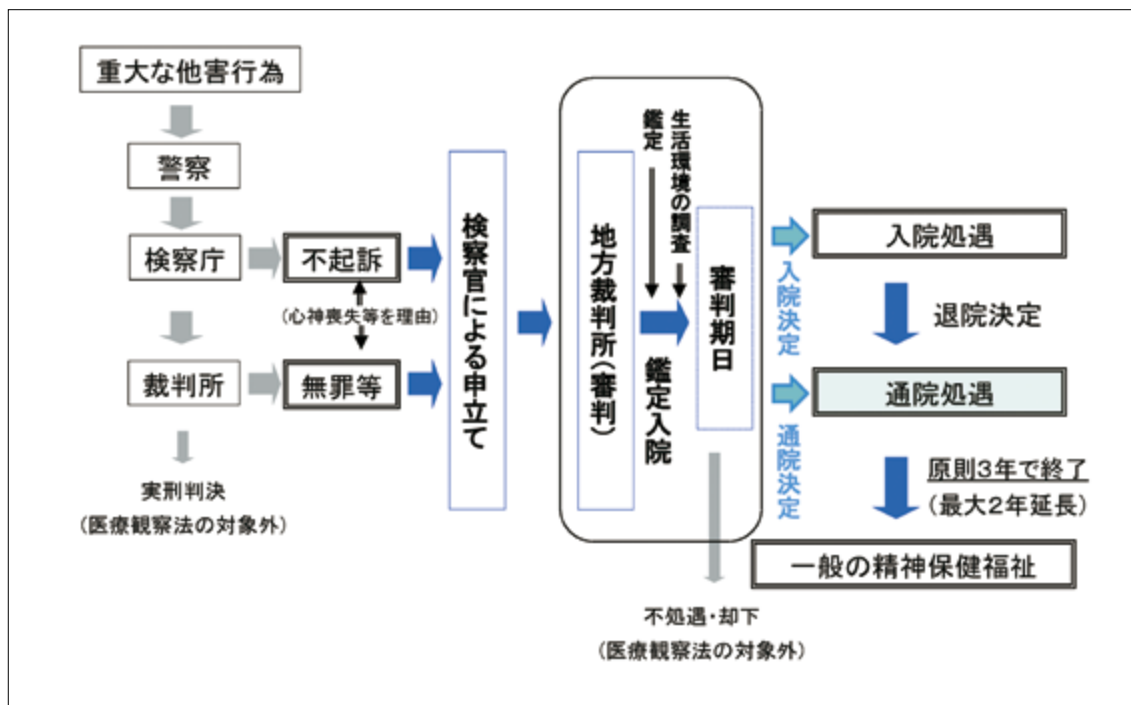 重大な他害行為
警察
検察庁
不起訴
(心神喪失等を理由)
裁判所
無罪等
実刑判決
(医療観察法の対象外)
検察官による申立て
地方裁判所(審判)
鑑定
生活環境の調査
鑑定入院
審判期日
不処遇・却下
(医療観察法の対象外)
入院決定
入院処遇
退院決定
通院決定
通院処遇
原則3年で終了
(最大2年延長)
一般の精神保健福祉